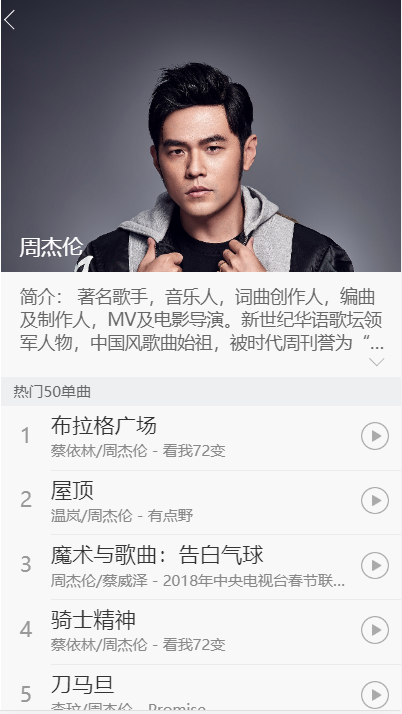 周杰伦
简介： 著名歌手，音乐人，词曲创作人，编曲
及制作人，MV及电影导演。新世纪华语歌坛领
军人物，中国风歌曲始祖，被时代周刊誉为“...
热门50单曲
1 布拉格广场
蔡依林/周杰伦 - 看我72变
2 屋顶
温岚/周杰伦 - 有点野
3 魔术与歌曲：告白气球
周杰伦/蔡威泽 - 2018年中央电视台春节联...
4 骑士精神
蔡依林/周杰伦 - 看我72变
5 刀马旦
李玟/周杰伦 - Promise